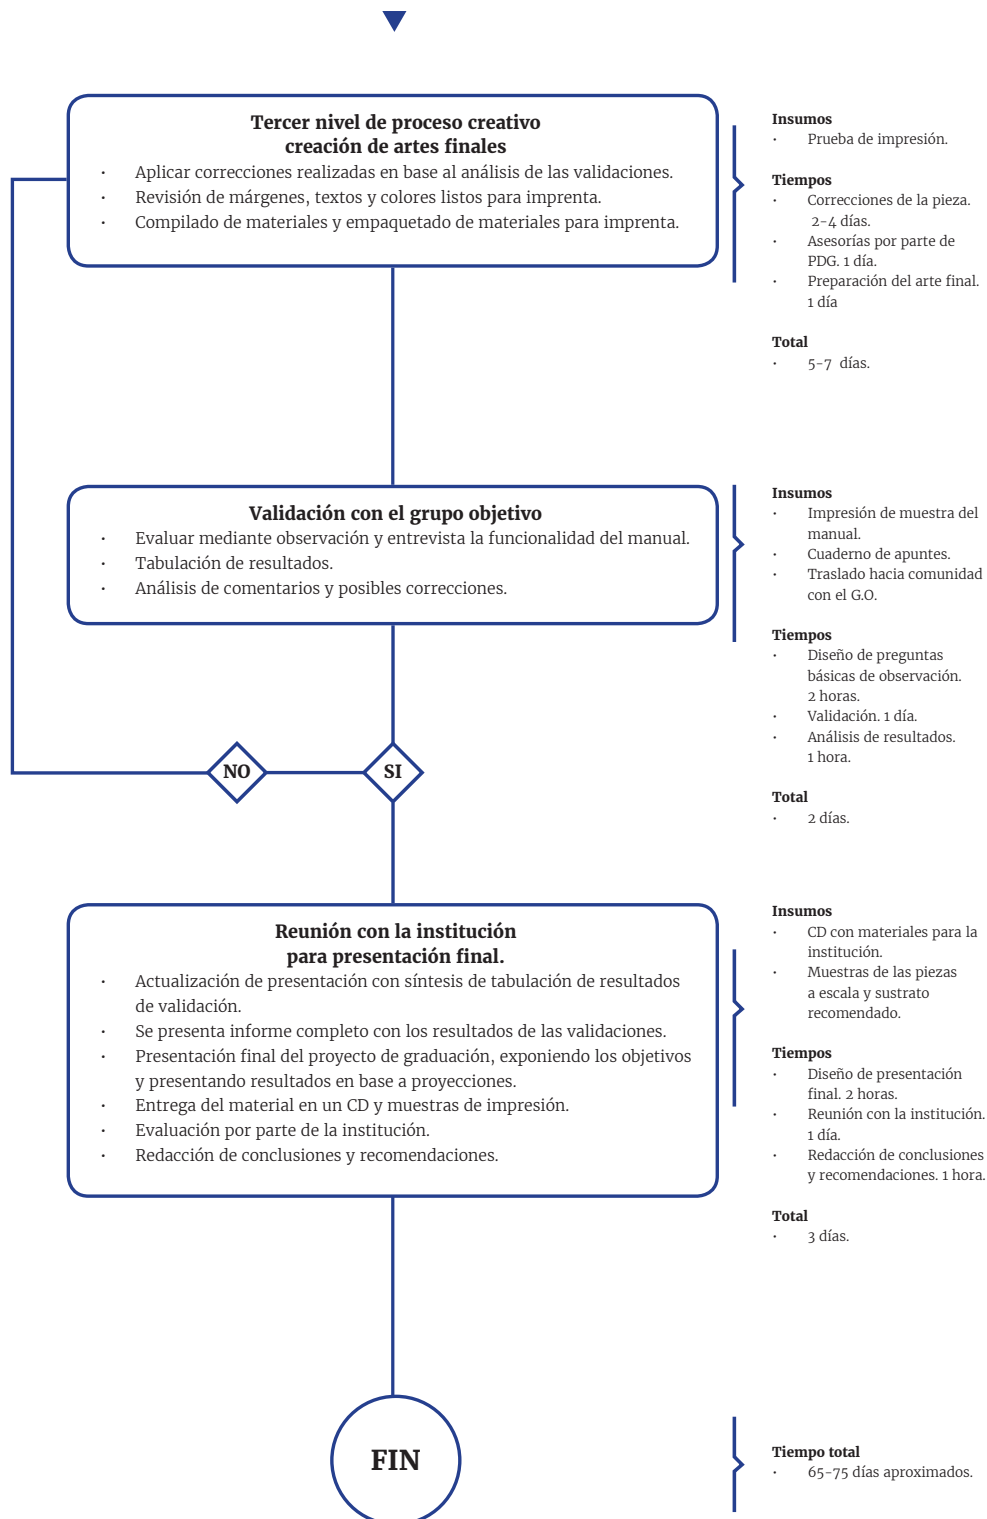 Tercer nivel de proceso creativo
creación de artes finales
· Aplicar correcciones realizadas en base al análisis de las validaciones.
· Revisión de márgenes, textos y colores listos para imprenta.
· Compilado de materiales y empaquetado de materiales para imprenta.
Insumos
· Prueba de impresión.
Tiempos
· Correcciones de la pieza.
2-4 días.
· Asesorías por parte de
PDG. 1 día.
· Preparación del arte final.
1 día
Total
· 5-7 días.
Validación con el grupo objetivo
· Evaluar mediante observación y entrevista la funcionalidad del manual.
· Tabulación de resultados.
· Análisis de comentarios y posibles correcciones.
Insumos
· Impresión de muestra del
manual.
· Cuaderno de apuntes.
· Traslado hacia comunidad
con el G.O.
Tiempos
· Diseño de preguntas
básicas de observación.
2 horas.
· Validación. 1 día.
· Análisis de resultados.
1 hora.
Total
· 2 días.
NO
SI
Reunión con la institución
para presentación final.
· Actualización de presentación con síntesis de tabulación de resultados
de validación.
· Se presenta informe completo con los resultados de las validaciones.
· Presentación final del proyecto de graduación, exponiendo los objetivos
y presentando resultados en base a proyecciones.
· Entrega del material en un CD y muestras de impresión.
· Evaluación por parte de la institución.
· Redacción de conclusiones y recomendaciones.
Insumos
· CD con materiales para la
institución.
· Muestras de las piezas
a escala y sustrato
recomendado.
Tiempos
· Diseño de presentación
final. 2 horas.
· Reunión con la institución.
1 día.
· Redacción de conclusiones
y recomendaciones. 1 hora.
Total
· 3 días.
FIN
Tiempo total
· 65-75 días aproximados.